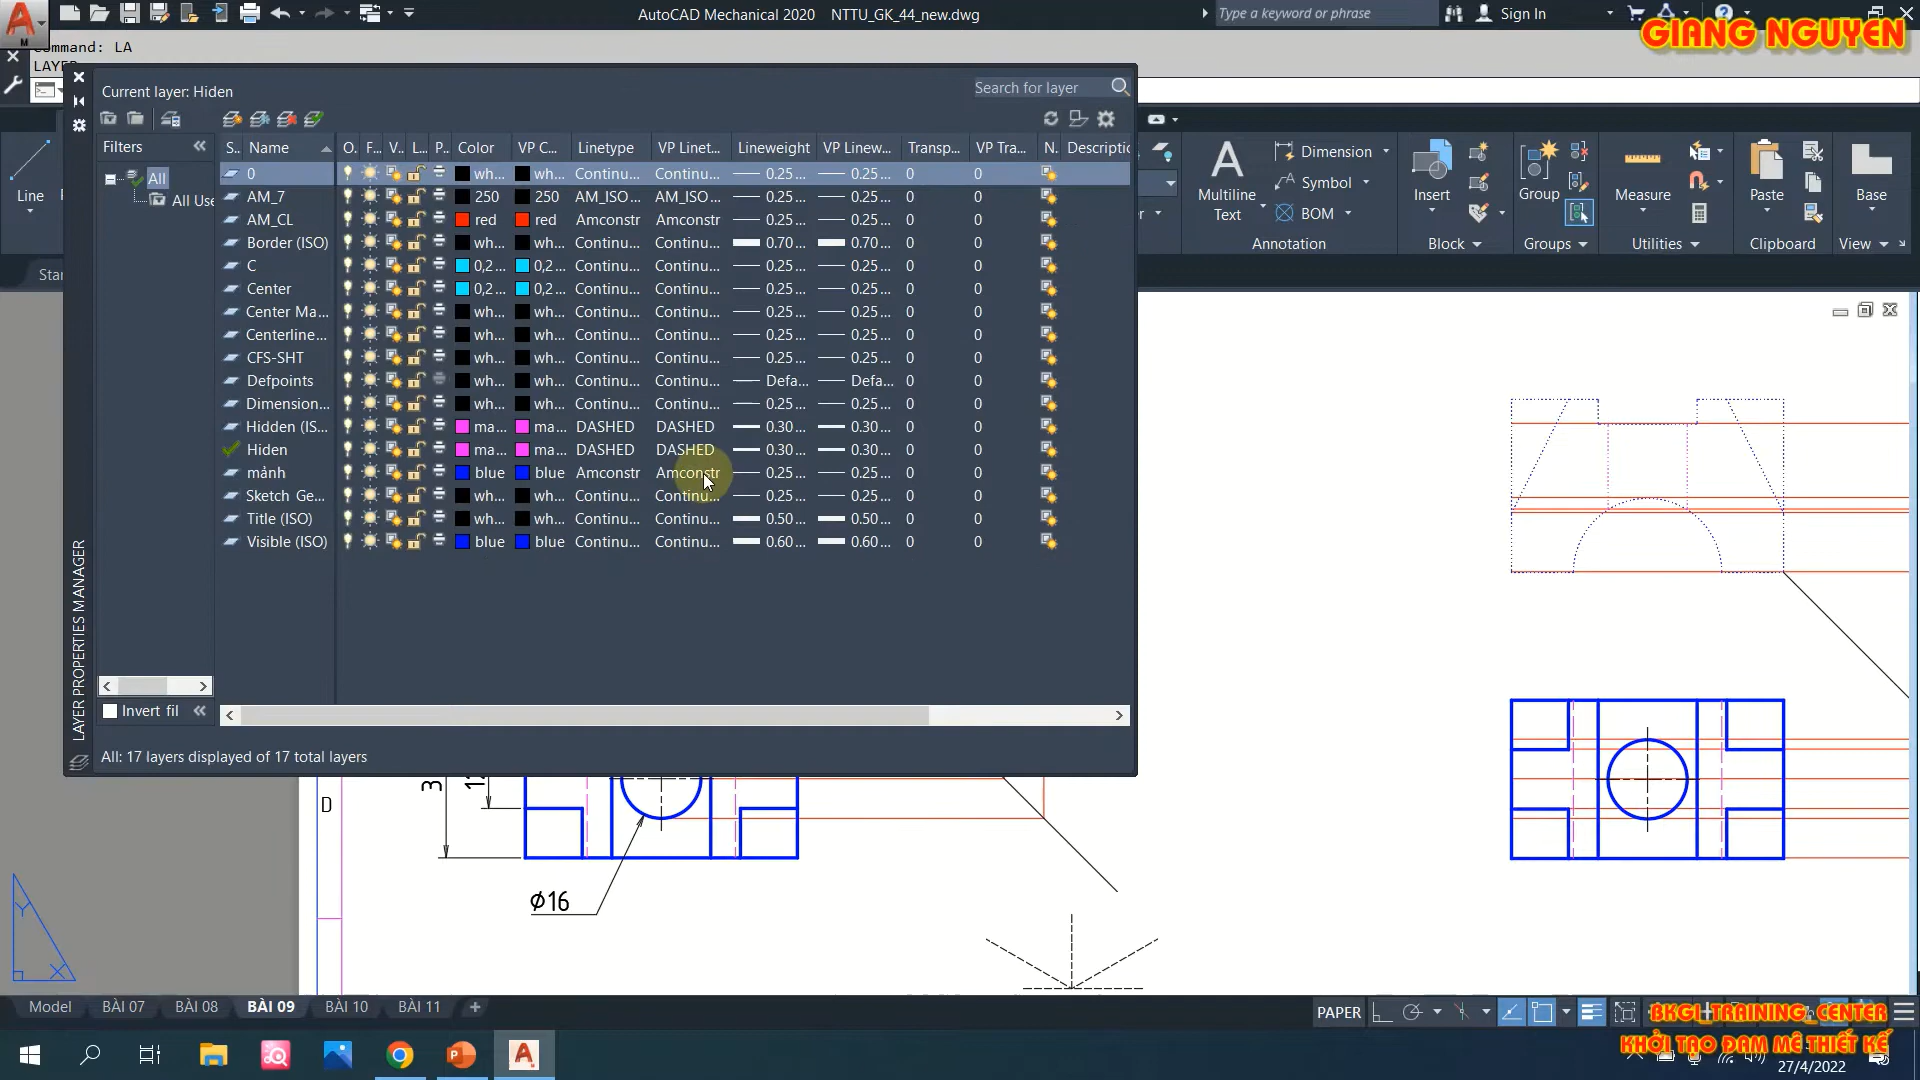 AutoCAD Mechanical 2020 NTTU_GK_44_new.dwg
Type a keyword or phrase
Sign In
GIANG NGUYEN
Command: LA
LAYER
Current layer: Hiden
Search for layer
Filters
S.. Name O. F... V.. L... P.. Color VP C... Linetype VP Linet... Lineweight VP Linew... Transp... VP Tra... N. Descriptic
All
All Use
0 wh... wh... Continu... Continu... 0.25... 0.25... 0 0
AM_7 250 250 AM_ISO... AM_ISO... 0.25... 0.25... 0 0
AM_CL red red Amconstr Amconstr 0.25... 0.25... 0 0
Border (ISO) wh... wh... Continu... Continu... 0.70... 0.70... 0 0
C 0,2... 0,2... Continu... Continu... 0.25... 0.25... 0 0
Center 0,2... 0,2... Continu... Continu... 0.25... 0.25... 0 0
Center Ma... wh... wh... Continu... Continu... 0.25... 0.25... 0 0
Centerline... wh... wh... Continu... Continu... 0.25... 0.25... 0 0
CFS-SHT wh... wh... Continu... Continu... 0.25... 0.25... 0 0
Defpoints wh... wh... Continu... Continu... Defa... Defa... 0 0
Dimension... wh... wh... Continu... Continu... 0.25... 0.25... 0 0
Hidden (IS... ma... ma... DASHED DASHED 0.30... 0.30... 0 0
Hiden ma... ma... DASHED DASHED 0.30... 0.30... 0 0
mảnh blue blue Amconstr Amconstr 0.25... 0.25... 0 0
Sketch Ge... wh... wh... Continu... Continu... 0.25... 0.25... 0 0
Title (ISO) wh... wh... Continu... Continu... 0.50... 0.50... 0 0
Visible (ISO) blue blue Continu... Continu... 0.60... 0.60... 0 0
Invert fil
All: 17 layers displayed of 17 total layers
LAYER PROPERTIES MANAGER
Line
Star
A
Multiline
Text
Dimension
Symbol
BOM
Annotation
Insert
Block
Group
Groups
Measure
Utilities
Paste
Clipboard
Base
View
D
3
ϕ16
Y
X
Model BÀI 07 BÀI 08 BÀI 09 BÀI 10 BÀI 11 +
PAPER
BKGI_TRAINING_CENTER
KHỞI TẠO ĐAM MÊ THIẾT KẾ
27/4/2022